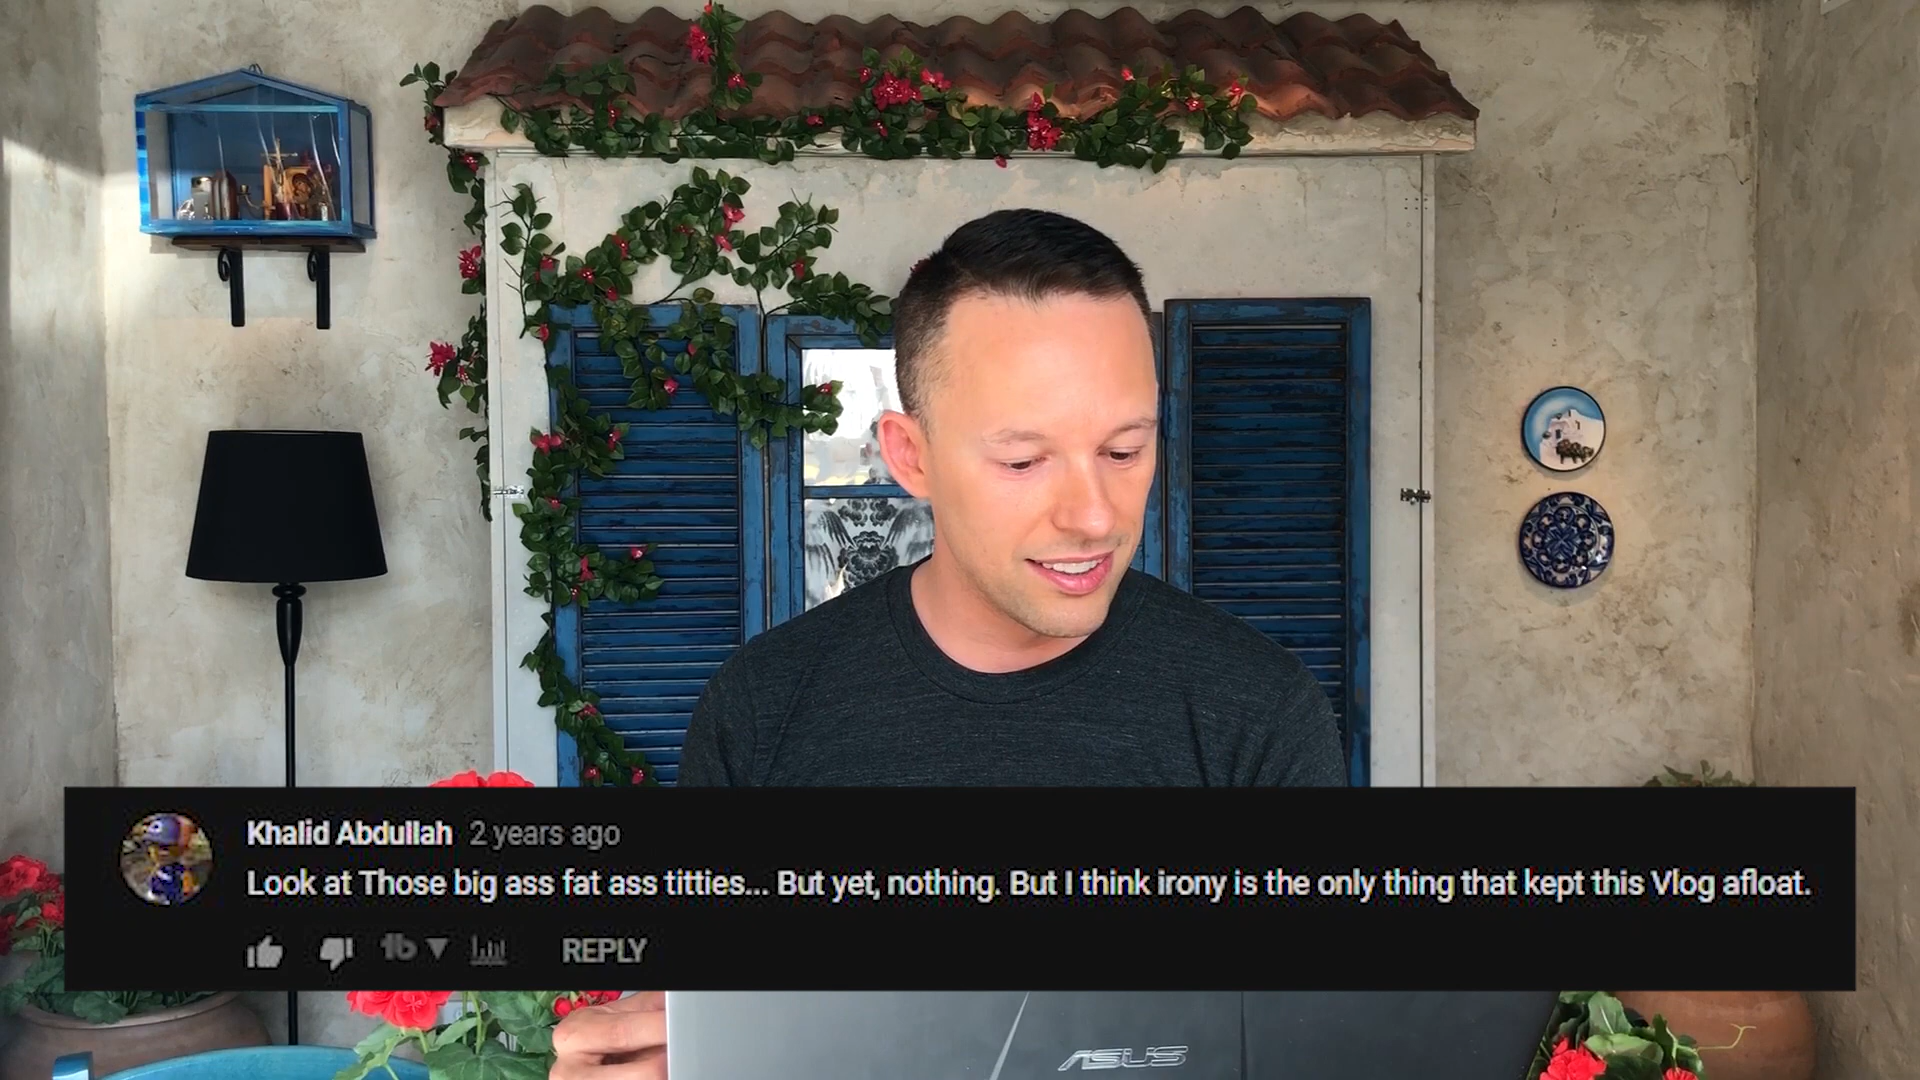 Khalid Abdullah 2 years ago
Look at Those big ass fat ass titties... But yet, nothing. But I think irony is the only thing that kept this Vlog afloat.
REPLY
ASUS